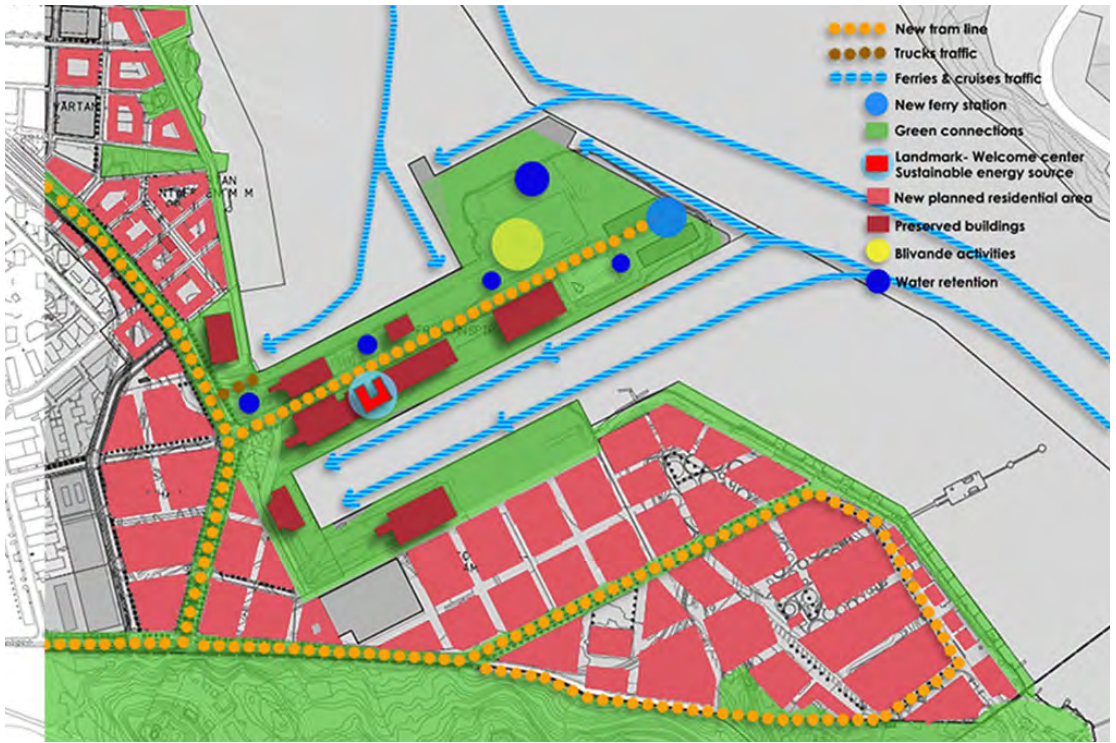 New tram line
Trucks traffic
Ferries & cruises traffic
New ferry station
Green connections
Landmark- Welcome center
Sustainable energy source
New planned residential area
Preserved buildings
Blivande activities
Water retention